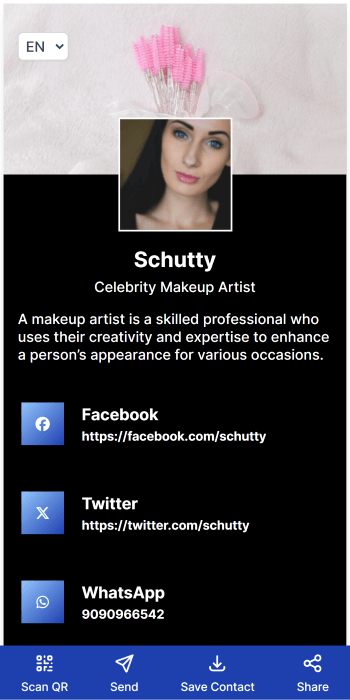 EN
Schutty
Celebrity Makeup Artist
A makeup artist is a skilled professional who
uses their creativity and expertise to enhance
a person’s appearance for various occasions.
Facebook
https://facebook.com/schutty
Twitter
https://twitter.com/schutty
WhatsApp
9090966542
Scan QR Send Save Contact Share